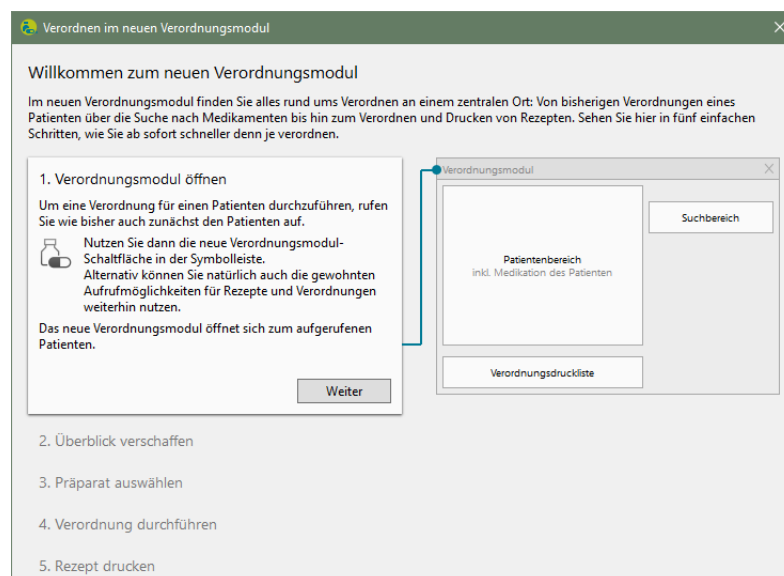 Verordnen im neuen Verordnungsmodul
Willkommen zum neuen Verordnungsmodul
Im neuen Verordnungsmodul finden Sie alles rund ums Verordnen an einem zentralen Ort: Von bisherigen Verordnungen eines
Patienten über die Suche nach Medikamenten bis hin zum Verordnen und Drucken von Rezepten. Sehen Sie hier in fünf einfachen
Schritten, wie Sie ab sofort schneller denn je verordnen.
1. Verordnungsmodul öffnen
Um eine Verordnung für einen Patienten durchzuführen, rufen
Sie wie bisher auch zunächst den Patienten auf.
Nutzen Sie dann die neue Verordnungsmodul-
Schaltfläche in der Symbolleiste.
Alternativ können Sie natürlich auch die gewohnten
Aufrufmöglichkeiten für Rezepte und Verordnungen
weiterhin nutzen.
Das neue Verordnungsmodul öffnet sich zum aufgerufenen
Patienten.
Weiter
Verordnungsmodul
Patientenbereich
inkl. Medikation des Patienten
Suchbereich
Verordnungsdruckliste
2. Überblick verschaffen
3. Präparat auswählen
4. Verordnung durchführen
5. Rezept drucken